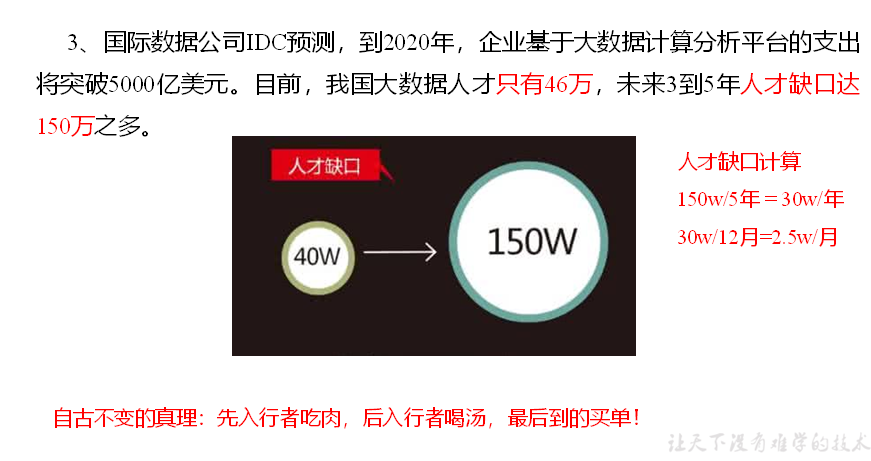 3、国际数据公司IDC预测，到2020年，企业基于大数据计算分析平台的支出
将突破5000亿美元。目前，我国大数据人才只有46万，未来3到5年人才缺口达
150万之多。
人才缺口
40W
150W
人才缺口计算
150w/5年＝30w/年
30w/12月=2.5w/月
自古不变的真理：先入行者吃肉，后入行者喝汤，最后到的买单！
让天下没有难学的技术